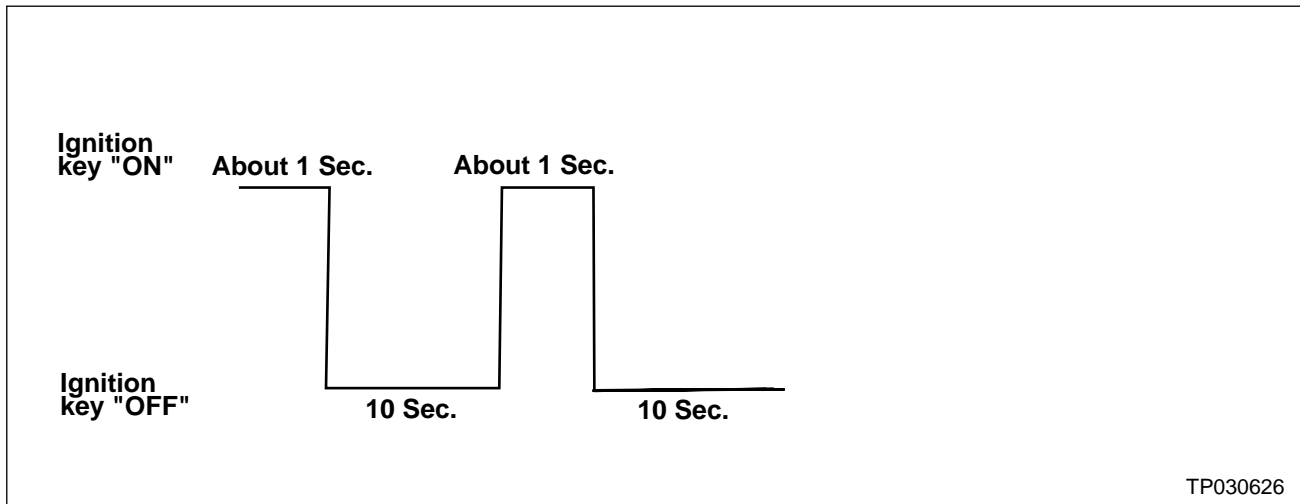 Ignition
key "ON"
About 1 Sec.
About 1 Sec.
Ignition
key "OFF"
10 Sec.
10 Sec.
TP030626